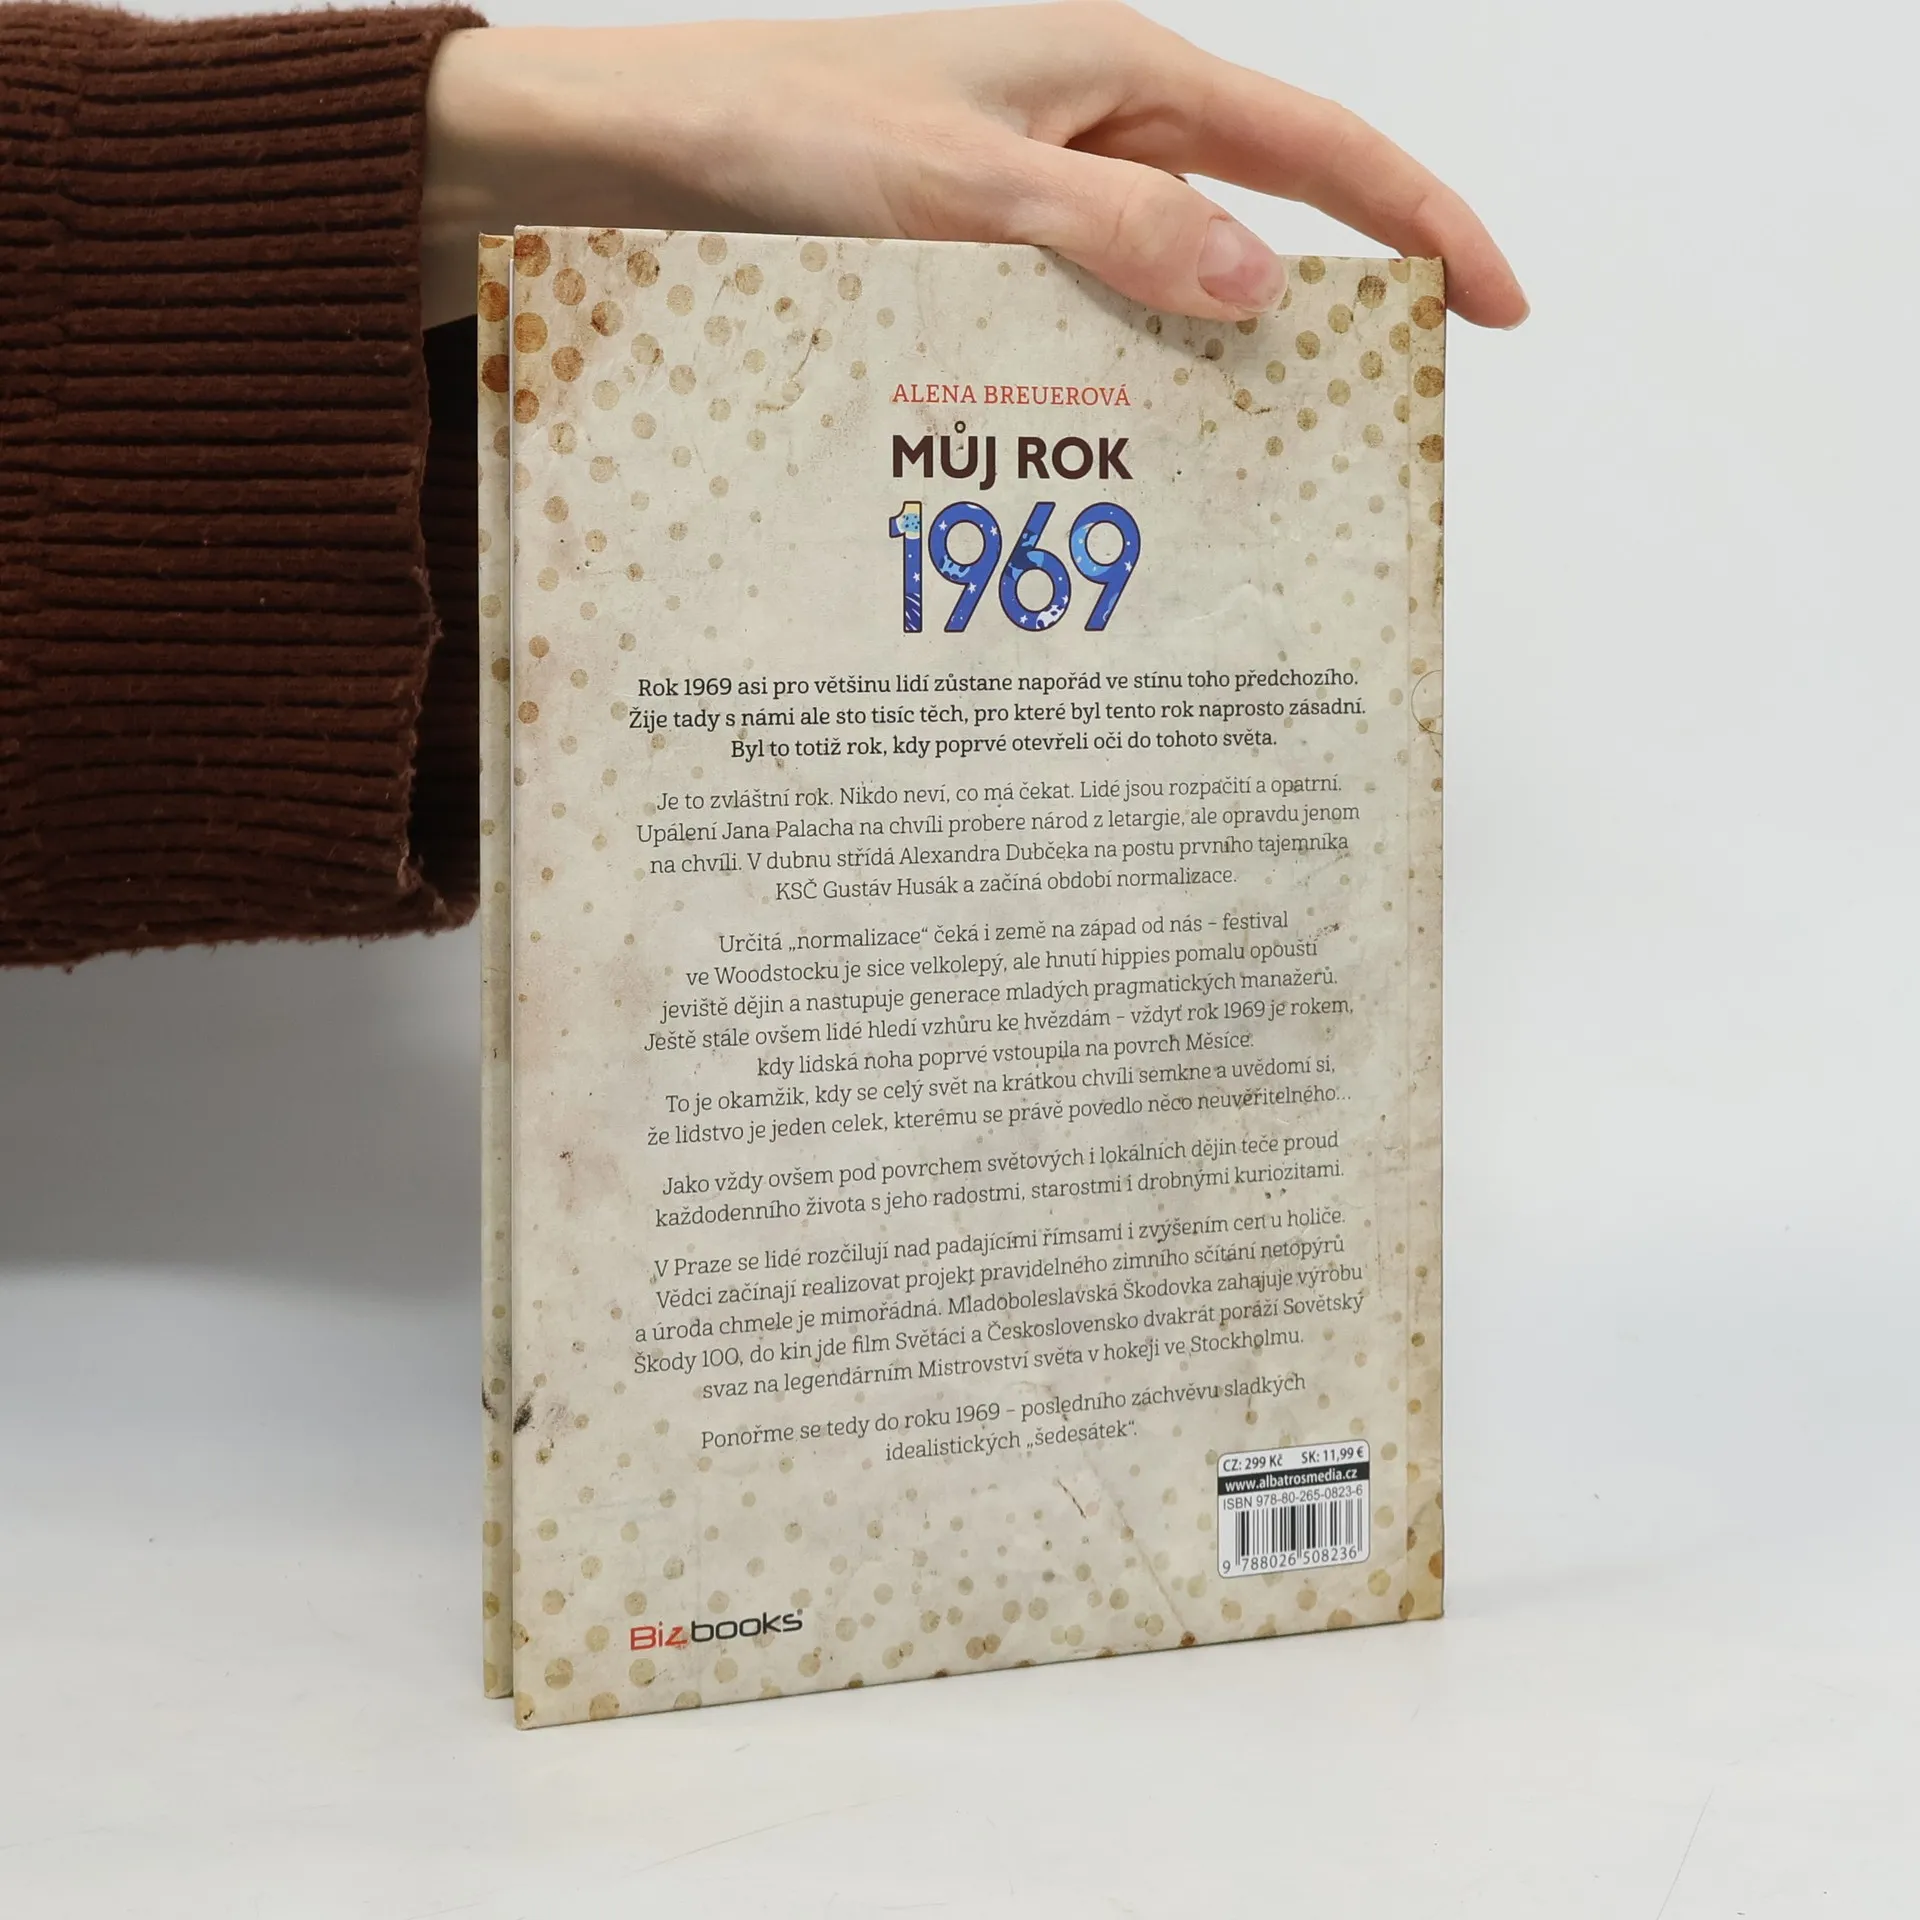 ALENA BREUEROVÁ
MŮJ ROK
1969
Rok 1969 asi pro většinu lidí zůstane napořád ve stínu toho předchozího.
Žije tady s námi ale sto tisíc těch, pro které byl tento rok naprosto zásadní.
Byl to totiž rok, kdy poprvé otevřeli oči do tohoto světa.
Je to zvláštní rok. Nikdo neví, co má čekat. Lidé jsou rozpačití a opatrní.
Upálení Jana Palacha na chvíli probere národ z letargie, ale opravdu jenom
na chvíli. V dubnu střídá Alexandra Dubčeka na postu prvního tajemníka
KSČ Gustáv Husák a začíná období normalizace.
Určitá „normalizace“ čeká i země na západ od nás – festival
ve Woodstocku je sice velkolepý, ale hnutí hippies pomalu opouští
jeviště dějin a nastupuje generace mladých pragmatických manažerů.
Ještě stále ovšem lidé hledí vzhůru ke hvězdám – vždyť rok 1969 je rokem,
kdy lidská noha poprvé vstoupila na povrch Měsíce.
To je okamžik, kdy se celý svět na krátkou chvíli semkne a uvědomí si,
že lidstvo je jeden celek, kterému se právě povedlo něco neuvěřitelného...
Jako vždy ovšem pod povrchem světových i lokálních dějin teče proud
každodenního života s jeho radostmi, starostmi i drobnými kuriozitami.
V Praze se lidé rozčilují nad padajícími římsami i zvýšením cen u holiče.
Vědci začínají realizovat projekt pravidelného zimního sčítání netopýrů
a úroda chmele je mimořádná. Mladoboleslavská Škodovka zahajuje výrobu
Škody 100, do kin jde film Světáci a Československo dvakrát poráží Sovětský
svaz na legendárním Mistrovství světa v hokeji ve Stockholmu.
Ponořme se tedy do roku 1969 – posledního záchvěvu sladkých
idealistických „šedesátek“.
CZ: 299 Kč SK: 11,99 €
www.albatrosmedia.cz
ISBN 978-80-265-0823-6
9 788026 508236
Bizbooks®